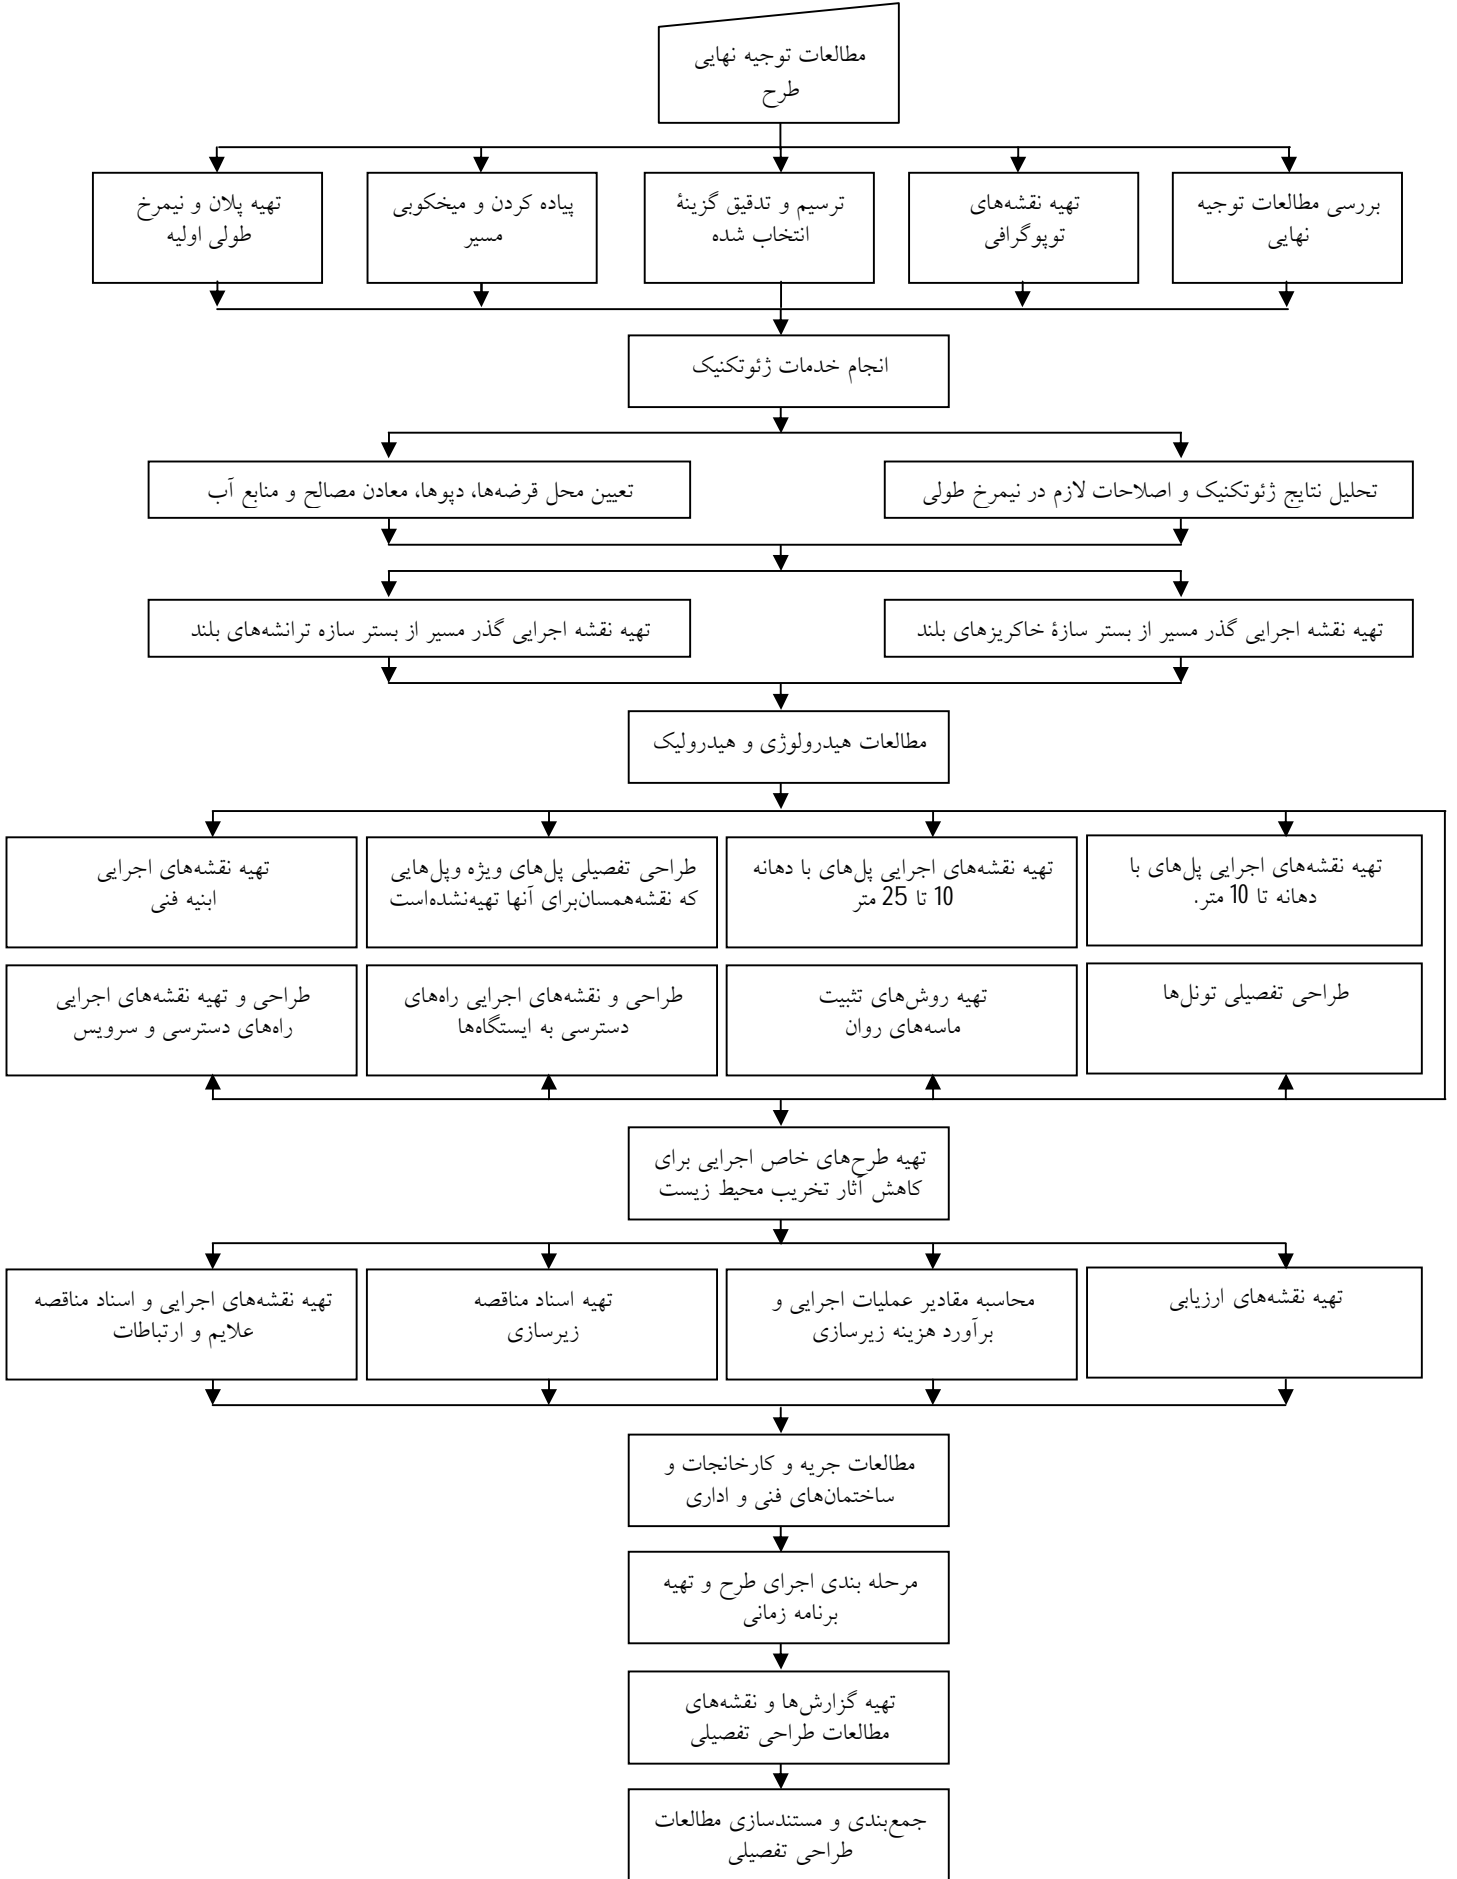 مطالعات توجیه نهایی
طرح
بررسی مطالعات توجیه
نهایی
تهیه نقشه‌های
توپوگرافی
ترسیم و تدقیق گزینهٔ
انتخاب شده
پیاده کردن و میخکوبی
مسیر
تهیه پلان و نیمرخ
طولی اولیه
انجام خدمات ژئوتکنیک
تحلیل نتایج ژئوتکنیک و اصلاحات لازم در نیمرخ طولی
تعیین محل قرضه‌ها، دپوها، معادن مصالح و منابع آب
تهیه نقشه اجرایی گذر مسیر از بستر سازهٔ خاکریزهای بلند
تهیه نقشه اجرایی گذر مسیر از بستر سازه ترانشه‌های بلند
مطالعات هیدرولوژی و هیدرولیک
تهیه نقشه‌های اجرایی پل‌های با
دهانه تا 10 متر.
تهیه نقشه‌های اجرایی پل‌های با دهانه
10 تا 25 متر
طراحی تفصیلی پل‌های ویژه وپل‌هایی
که نقشه‌همسان‌برای آنها تهیه‌نشده‌است
تهیه نقشه‌های اجرایی
ابنیه فنی
طراحی تفصیلی تونل‌ها
تهیه روش‌های تثبیت
ماسه‌های روان
طراحی و نقشه‌های اجرایی راه‌های
دسترسی به ایستگاه‌ها
طراحی و تهیه نقشه‌های اجرایی
راه‌های دسترسی و سرویس
تهیه طرح‌های خاص اجرایی برای
کاهش آثار تخریب محیط زیست
تهیه نقشه‌های ارزیابی
محاسبه مقادیر عملیات اجرایی و
برآورد هزینه زیرسازی
تهیه اسناد مناقصه
زیرسازی
تهیه نقشه‌های اجرایی و اسناد مناقصه
علایم و ارتباطات
مطالعات جریه و کارخانجات و
ساختمان‌های فنی و اداری
مرحله بندی اجرای طرح و تهیه
برنامه زمانی
تهیه گزارش‌ها و نقشه‌های
مطالعات طراحی تفصیلی
جمع‌بندی و مستندسازی مطالعات
طراحی تفصیلی